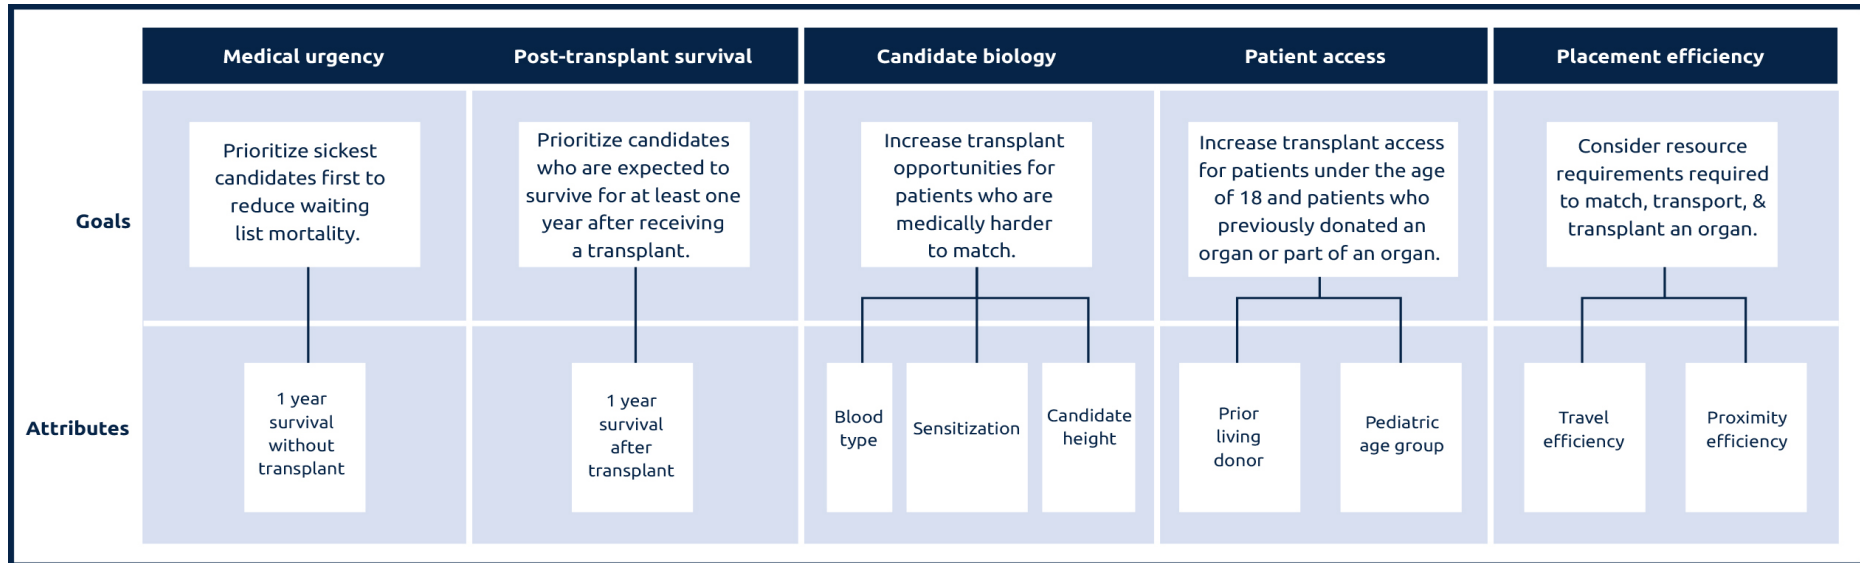 Medical urgency
Post-transplant survival
Candidate biology
Patient access
Placement efficiency
Goals
Prioritize sickest
candidates first to
reduce waiting
list mortality.
Prioritize candidates
who are expected to
survive for at least one
year after receiving
a transplant.
Increase transplant
opportunities for
patients who are
medically harder
to match.
Increase transplant access
for patients under the age
of 18 and patients who
previously donated an
organ or part of an organ.
Consider resource
requirements required
to match, transport, &
transplant an organ.
Attributes
1 year
survival
without
transplant
1 year
survival
after
transplant
Blood
type
Sensitization
Candidate
height
Prior
living
donor
Pediatric
age group
Travel
efficiency
Proximity
efficiency